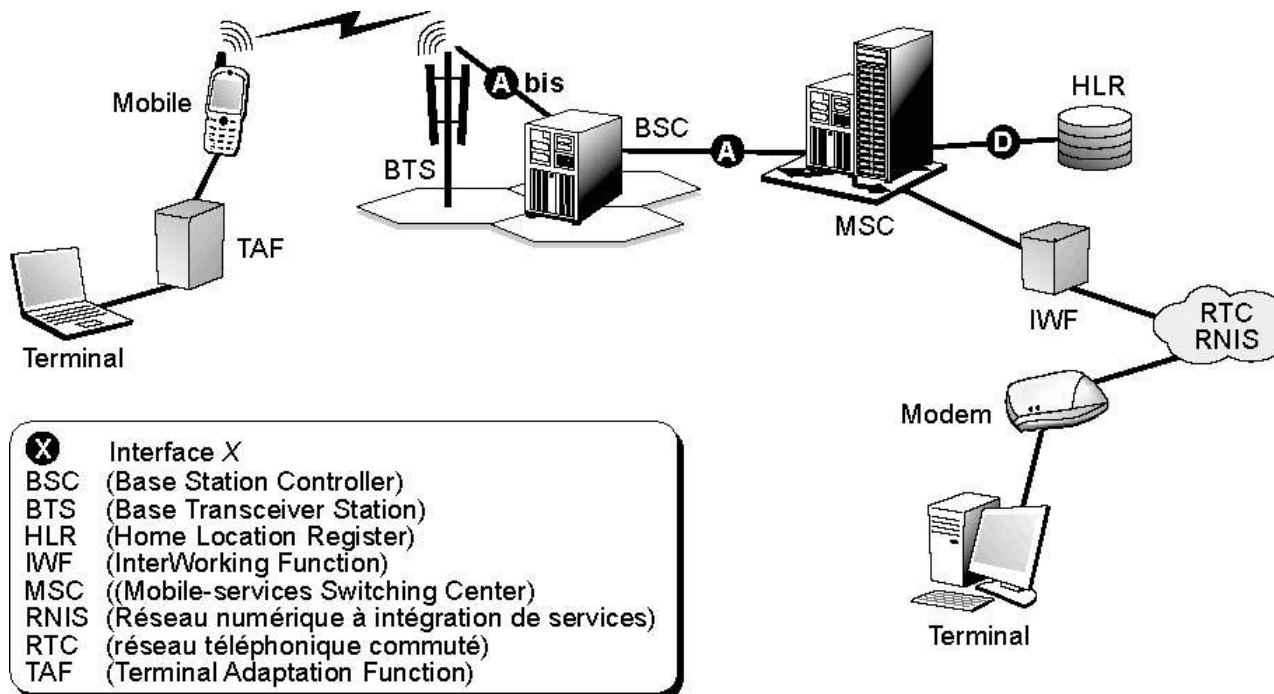 Mobile
TAF
Terminal
BTS
A bis
BSC
A
MSC
D
HLR
IWF
RTC
RNIS
Modem
Terminal
X Interface X
BSC (Base Station Controller)
BTS (Base Transceiver Station)
HLR (Home Location Register)
IWF (InterWorking Function)
MSC ((Mobile-services Switching Center)
RNIS (Réseau numérique à intégration de services)
RTC (réseau téléphonique commuté)
TAF (Terminal Adaptation Function)